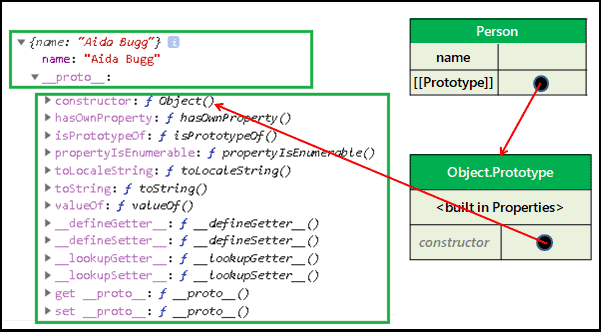 {name: "Aida Bugg"} i
name: "Aida Bugg"
__proto__:
constructor: ƒ Object()
hasOwnProperty: ƒ hasOwnProperty()
isPrototypeOf: ƒ isPrototypeOf()
propertyIsEnumerable: ƒ propertyIsEnumerable()
toLocaleString: ƒ toLocaleString()
toString: ƒ toString()
valueOf: ƒ valueOf()
__defineGetter__: ƒ __defineGetter__()
__defineSetter__: ƒ __defineSetter__()
__lookupGetter__: ƒ __lookupGetter__()
__lookupSetter__: ƒ __lookupSetter__()
get __proto__: ƒ __proto__()
set __proto__: ƒ __proto__()
Person
name
[[Prototype]]
Object.Prototype
<built in Properties>
constructor